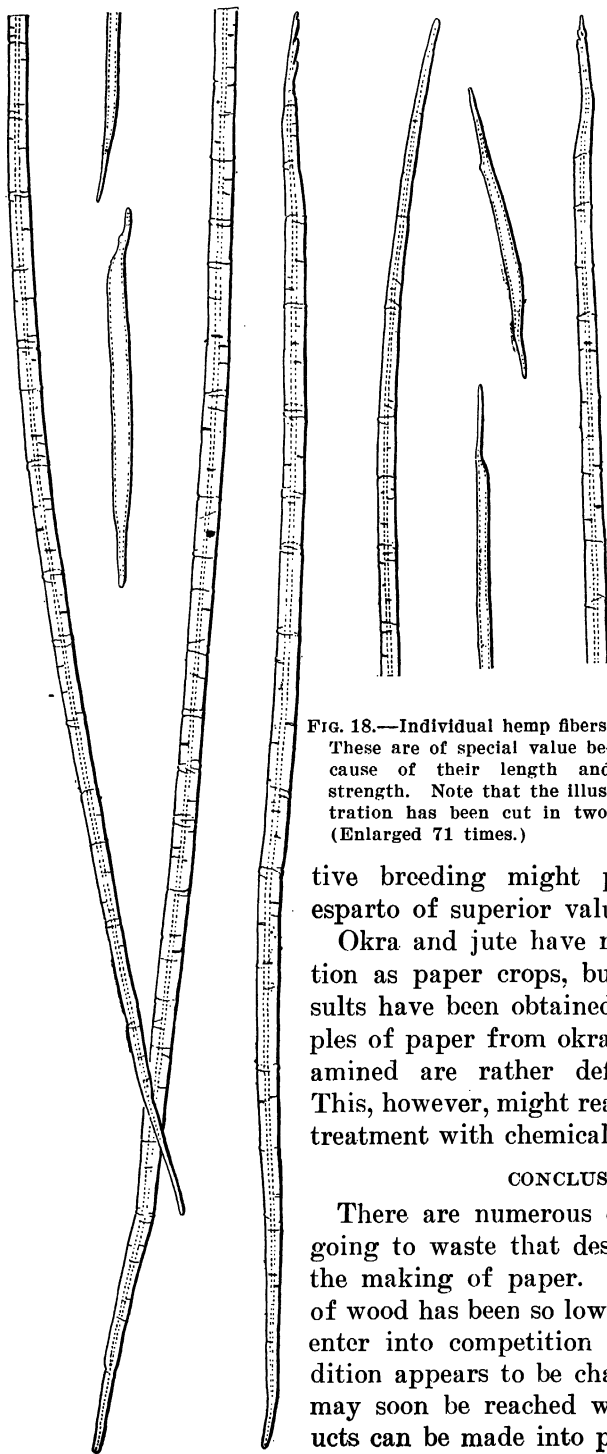 FIG. 18.—Individual hemp fibers
These are of special value be-
cause of their length and
strength. Note that the illus
tration has been cut in two
(Enlarged 71 times.)
tive breeding might p
esparto of superior valu
Okra and jute have r
tion as paper crops, bu
sults have been obtained
ples of paper from okra
amined are rather def
This, however, might rea
treatment with chemical
CONCLUS
There are numerous
going to waste that des
the making of paper.
of wood has been so low
enter into competition
dition appears to be cha
may soon be reached w
ucts can be made into p